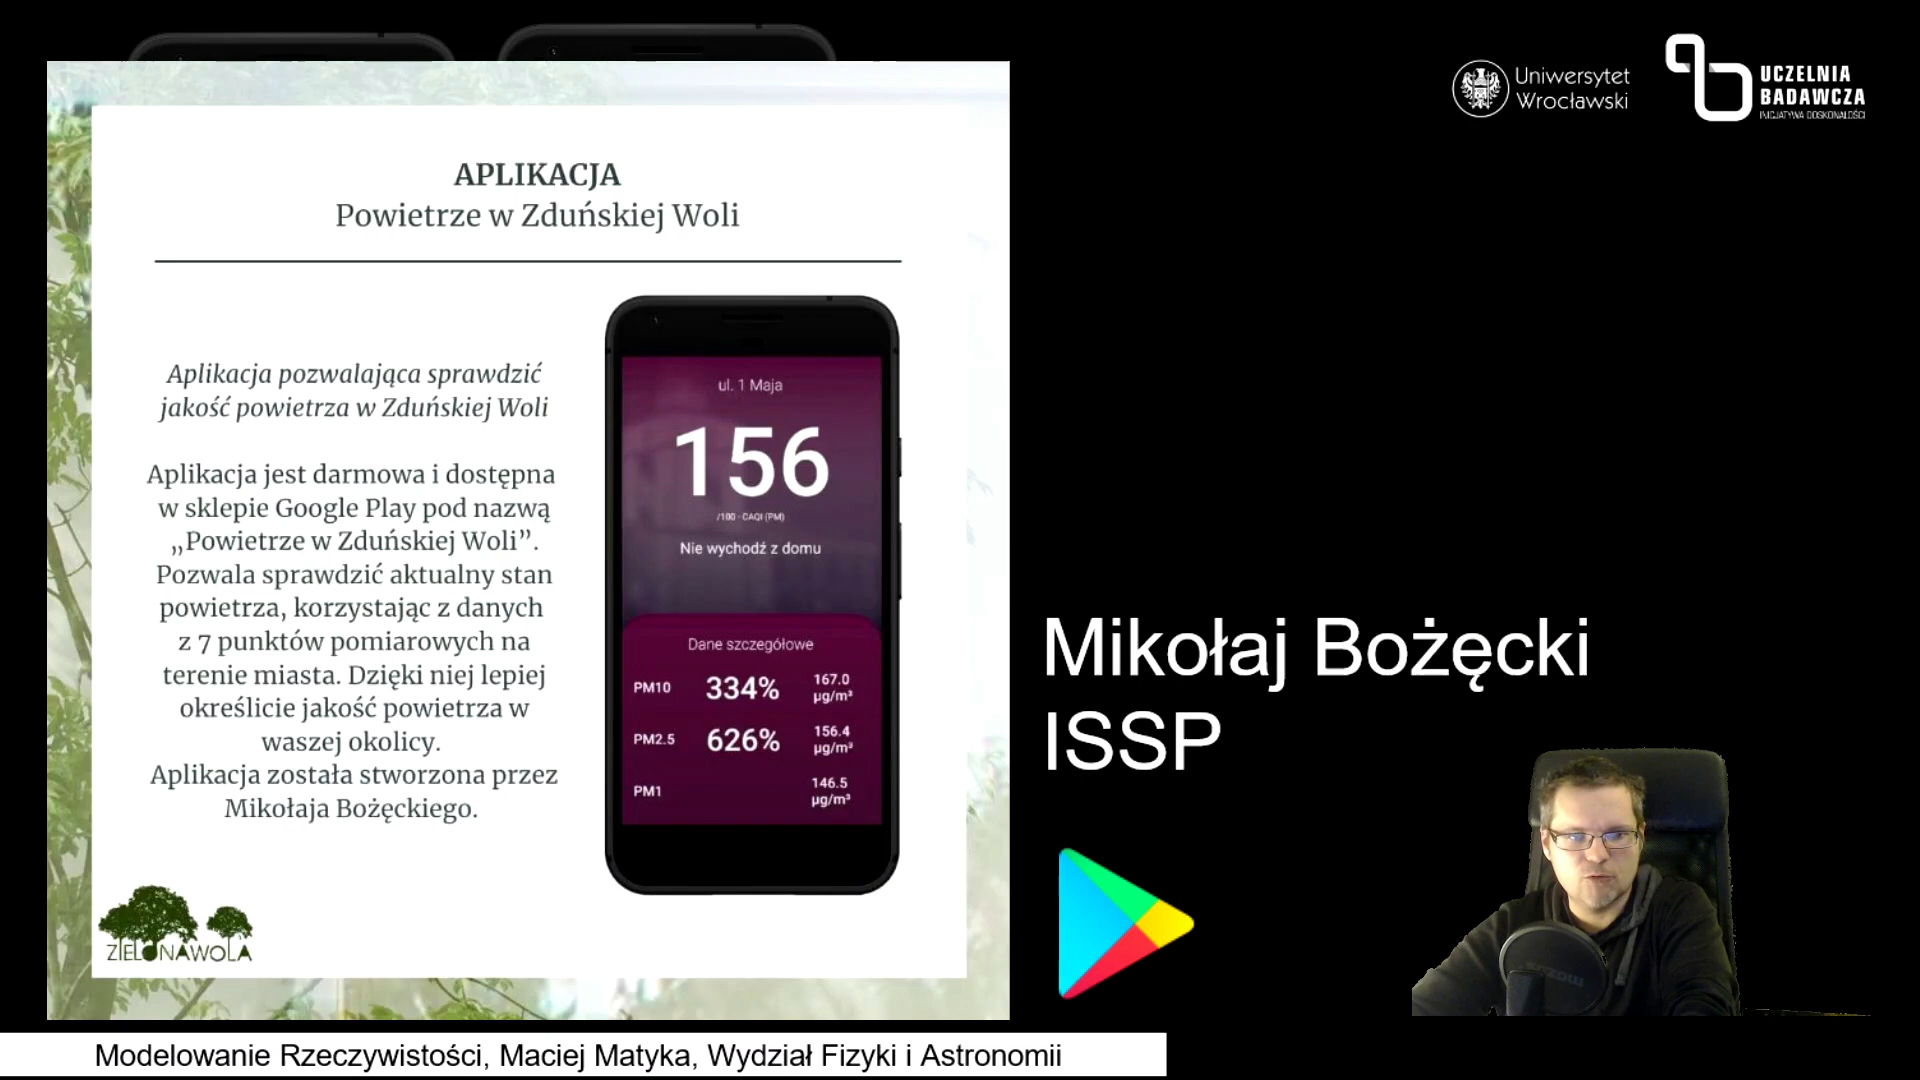 APLIKACJA
Powietrze w Zduńskiej Woli
Aplikacja pozwalająca sprawdzić
jakość powietrza w Zduńskiej Woli
Aplikacja jest darmowa i dostępna
w sklepie Google Play pod nazwą
„Powietrze w Zduńskiej Woli”.
Pozwala sprawdzić aktualny stan
powietrza, korzystając z danych
z 7 punktów pomiarowych na
terenie miasta. Dzięki niej lepiej
określicie jakość powietrza w
waszej okolicy.
Aplikacja została stworzona przez
Mikołaja Bożęckiego.
ZIELONAWOLA
ul. 1 Maja
156
/100 - CAQI (PM)
Nie wychodź z domu
Dane szczegółowe
PM10 334% 167.0 µg/m³
PM2.5 626% 156.4 µg/m³
PM1 146.5 µg/m³
Uniwersytet
Wrocławski
UCZELNIA
BADAWCZA
INICJATYWA DOSKONAŁOŚCI
Mikołaj Bożęcki
ISSP
Modelowanie Rzeczywistości, Maciej Matyka, Wydział Fizyki i Astronomii